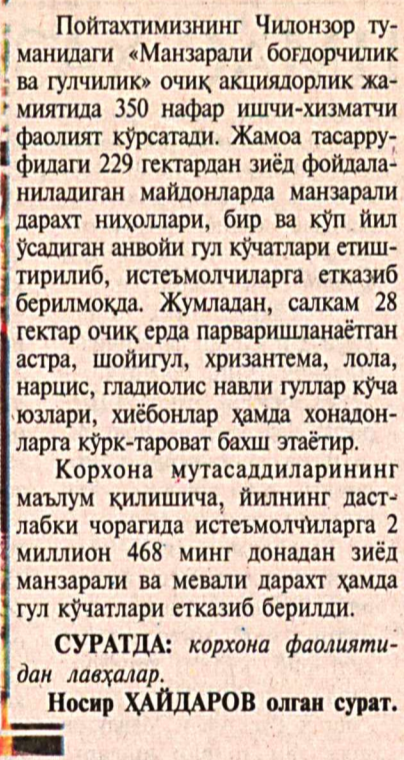 Пойтахтимизнинг Чилонзор ту-
манидаги «Манзарали боғдорчилик
ва гулчилик» очиқ акциядорлик жа-
миятида 350 нафар ишчи-хизматчи
фаолият кўрсатади. Жамоа тасарру-
фидаги 229 гектардан зиёд фойдала-
ниладиган майдонларда манзарали
дарахт ниҳоллари, бир ва кўп йил
ўсадиган анвойи гул кўчатлари етиш-
тирилиб, истеъмолчиларга етказиб
берилмоқда. Жумладан, салкам 28
гектар очиқ ерда парваришланаётган
астра, шойигул, хризантема, лола,
нарцис, гладиолис навли гуллар кўча
юзлари, хиёбонлар ҳамда хонадон-
ларга кўрк-тароват бахш этаётир.
Корхона мутасаддиларининг
маълум қилишича, йилнинг даст-
лабки чорагида истеъмолчиларга 2
миллион 468 минг донадан зиёд
манзарали ва мевали дарахт ҳамда
гул кўчатлари етказиб берилди.
СУРАТДА: корхона фаолияти-
дан лавҳалар.
Носир ҲАЙДАРОВ олган сурат.